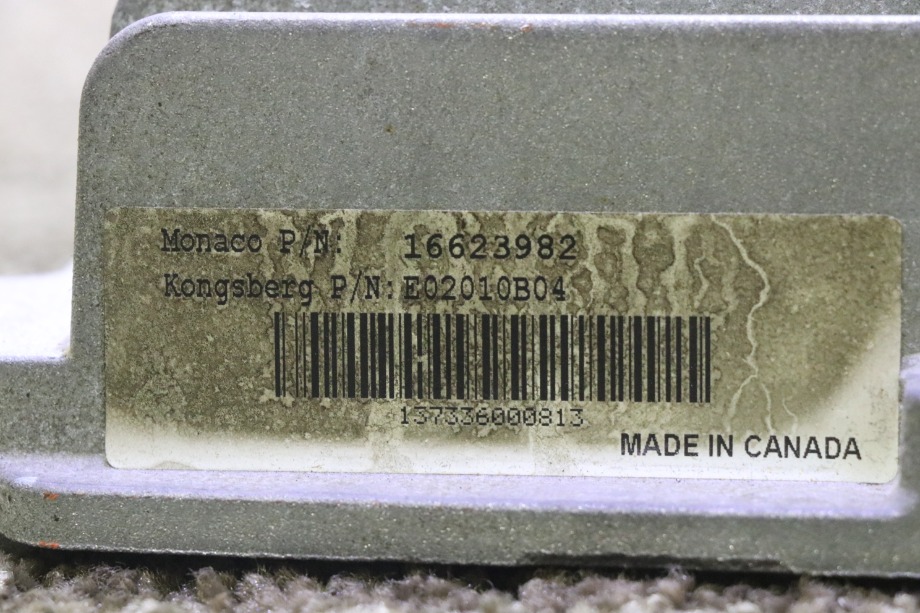 Monaco P/N: 16623982
Kongsberg P/N:E02010B04
137336000813
MADE IN CANADA